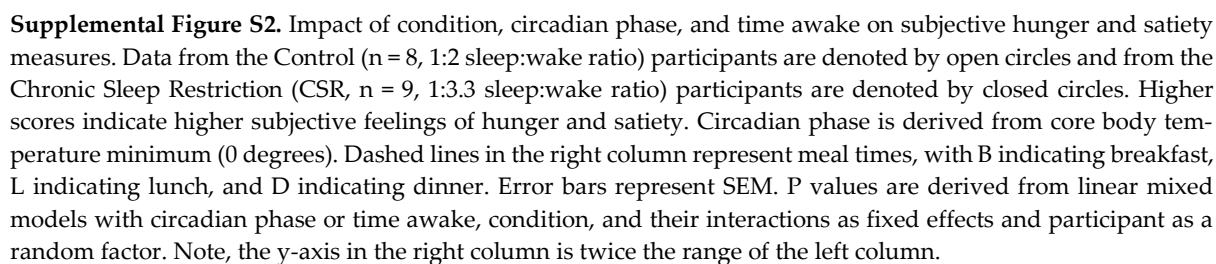 Supplemental Figure S2. Impact of condition, circadian phase, and time awake on subjective hunger and satiety
measures. Data from the Control (n = 8, 1:2 sleep:wake ratio) participants are denoted by open circles and from the
Chronic Sleep Restriction (CSR, n = 9, 1:3.3 sleep:wake ratio) participants are denoted by closed circles. Higher
scores indicate higher subjective feelings of hunger and satiety. Circadian phase is derived from core body tem-
perature minimum (0 degrees). Dashed lines in the right column represent meal times, with B indicating breakfast,
L indicating lunch, and D indicating dinner. Error bars represent SEM. P values are derived from linear mixed
models with circadian phase or time awake, condition, and their interactions as fixed effects and participant as a
random factor. Note, the y-axis in the right column is twice the range of the left column.